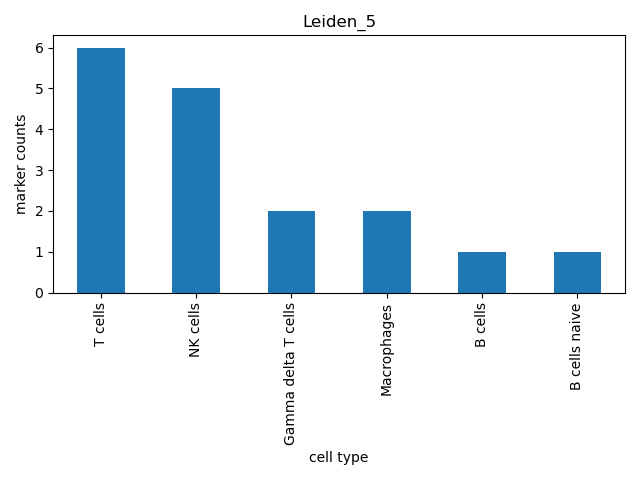 Leiden_5
marker counts
6
5
4
3
2
1
0
T cells
NK cells
Gamma delta T cells
Macrophages
B cells
B cells naive
cell type